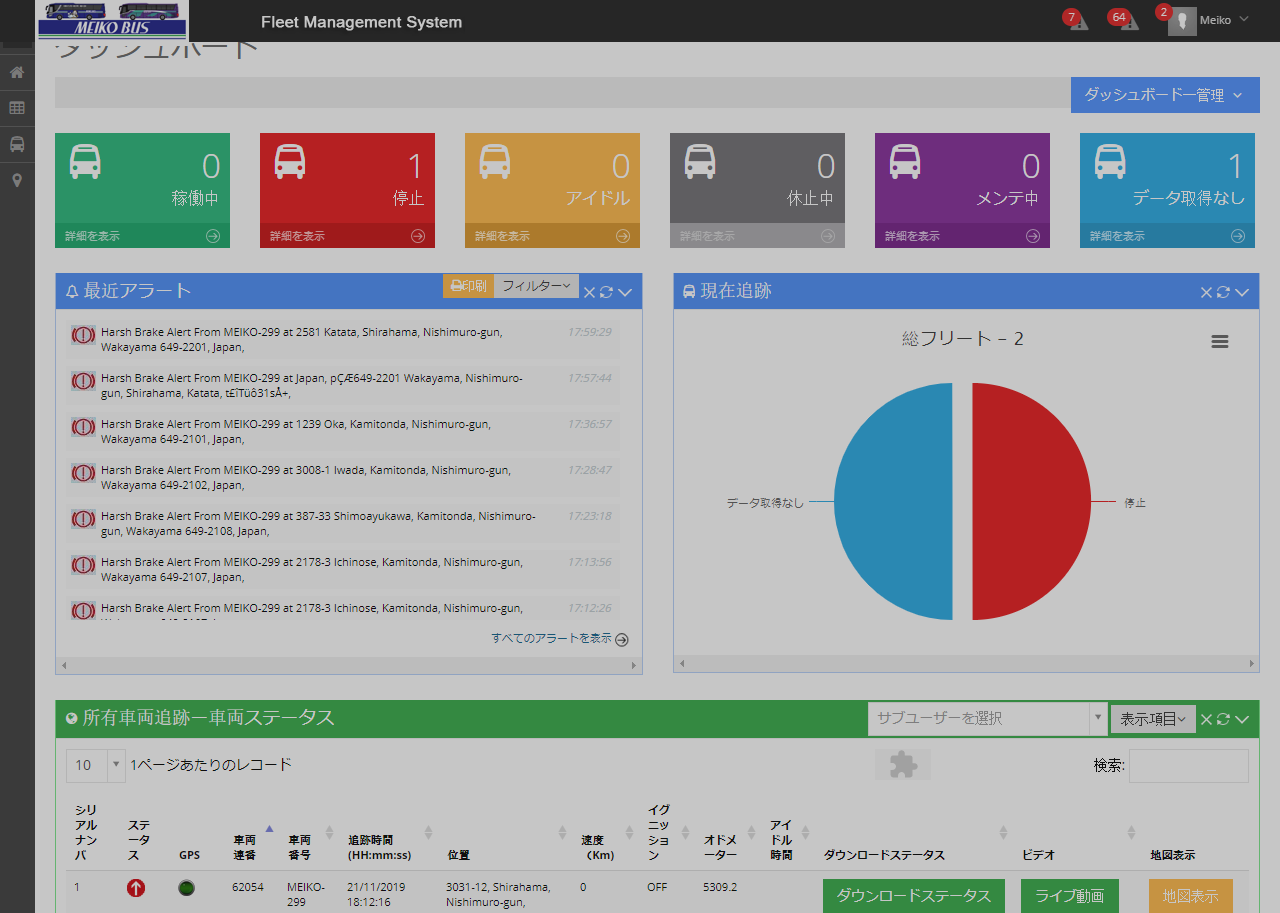 MEIKO BUS
Fleet Management System
7
64
2
Meiko
ダッシュボード
ダッシュボードー管理
0
稼働中
詳細を表示
1
停止
詳細を表示
0
アイドル
詳細を表示
0
休止中
詳細を表示
0
メンテ中
詳細を表示
1
データ取得なし
詳細を表示
最近アラート
印刷
フィルター
Harsh Brake Alert From MEIKO-299 at 2581 Katata, Shirahama, Nishimuro-gun,
Wakayama 649-2201, Japan,
17:59:29
Harsh Brake Alert From MEIKO-299 at Japan, pÇÆ649-2201 Wakayama, Nishimuro-
gun, Shirahama, Katata, t£îTüô31sÅ+,
17:57:44
Harsh Brake Alert From MEIKO-299 at 1239 Oka, Kamitonda, Nishimuro-gun,
Wakayama 649-2101, Japan,
17:36:57
Harsh Brake Alert From MEIKO-299 at 3008-1 Iwada, Kamitonda, Nishimuro-gun,
Wakayama 649-2102, Japan,
17:28:47
Harsh Brake Alert From MEIKO-299 at 387-33 Shimoayukawa, Kamitonda, Nishimuro-
gun, Wakayama 649-2108, Japan,
17:23:18
Harsh Brake Alert From MEIKO-299 at 2178-3 Ichinose, Kamitonda, Nishimuro-gun,
Wakayama 649-2107, Japan,
17:13:56
Harsh Brake Alert From MEIKO-299 at 2178-3 Ichinose, Kamitonda, Nishimuro-gun,
17:12:26
すべてのアラートを表示
現在追跡
総フリート – 2
データ取得なし
停止
所有車両追跡ー車両ステータス
サブユーザーを選択
表示項目
10
1ページあたりのレコード
検索:
シリ
アル
ナン
バ
ステ
ータ
ス
GPS
車両
連番
車両
番号
追跡時間
(HH:mm:ss)
位置
速度
（Km）
イグ
ニッ
ショ
ン
オドメ
ーター
アイ
ドル
時間
ダウンロードステータス
ビデオ
地図表示
1
62054
MEIKO-
299
21/11/2019
18:12:16
3031-12, Shirahama,
Nishimuro-gun,
0
OFF
5309.2
ダウンロードステータス
ライブ動画
地図表示